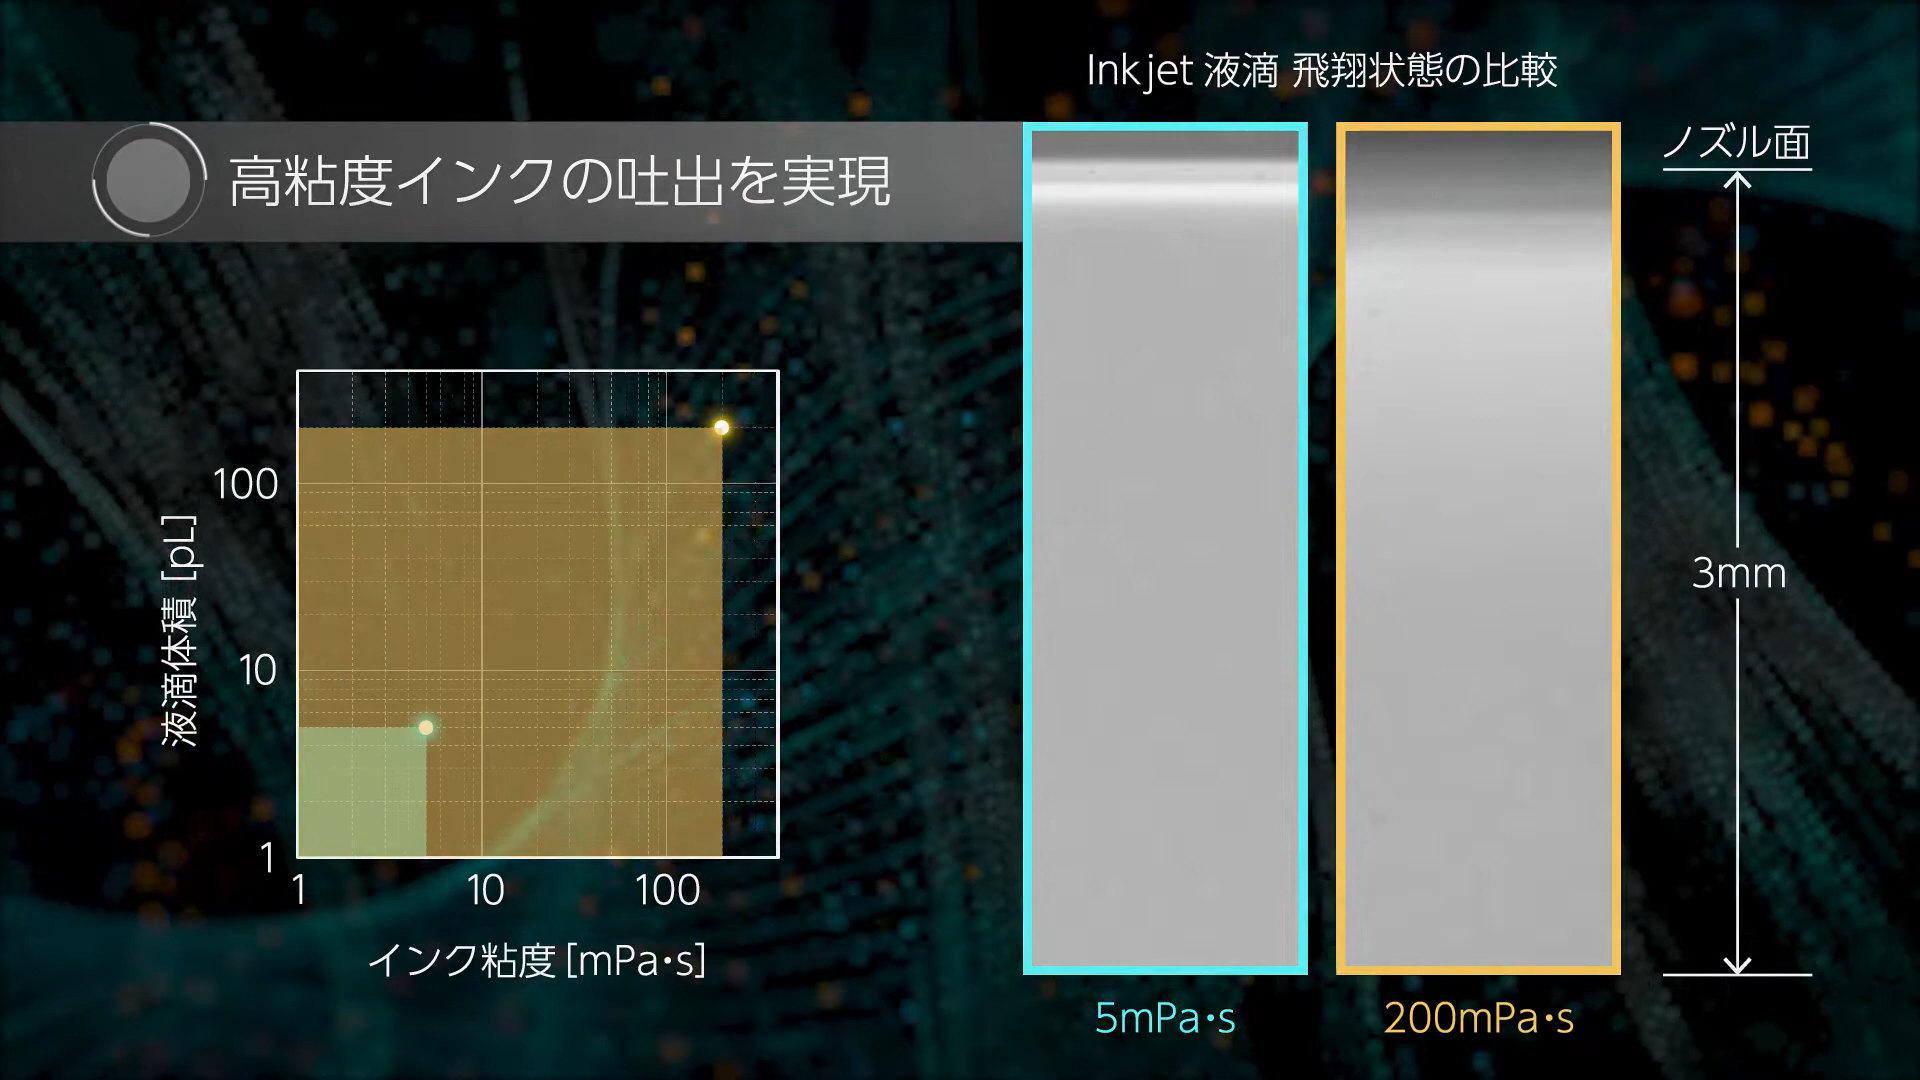 Inkjet 液滴 飛翔状態の比較
高粘度インクの吐出を実現
ノズル面
3mm
液滴体積 [pL]
100
10
1
1 10 100
インク粘度 [mPa·s]
5mPa·s
200mPa·s